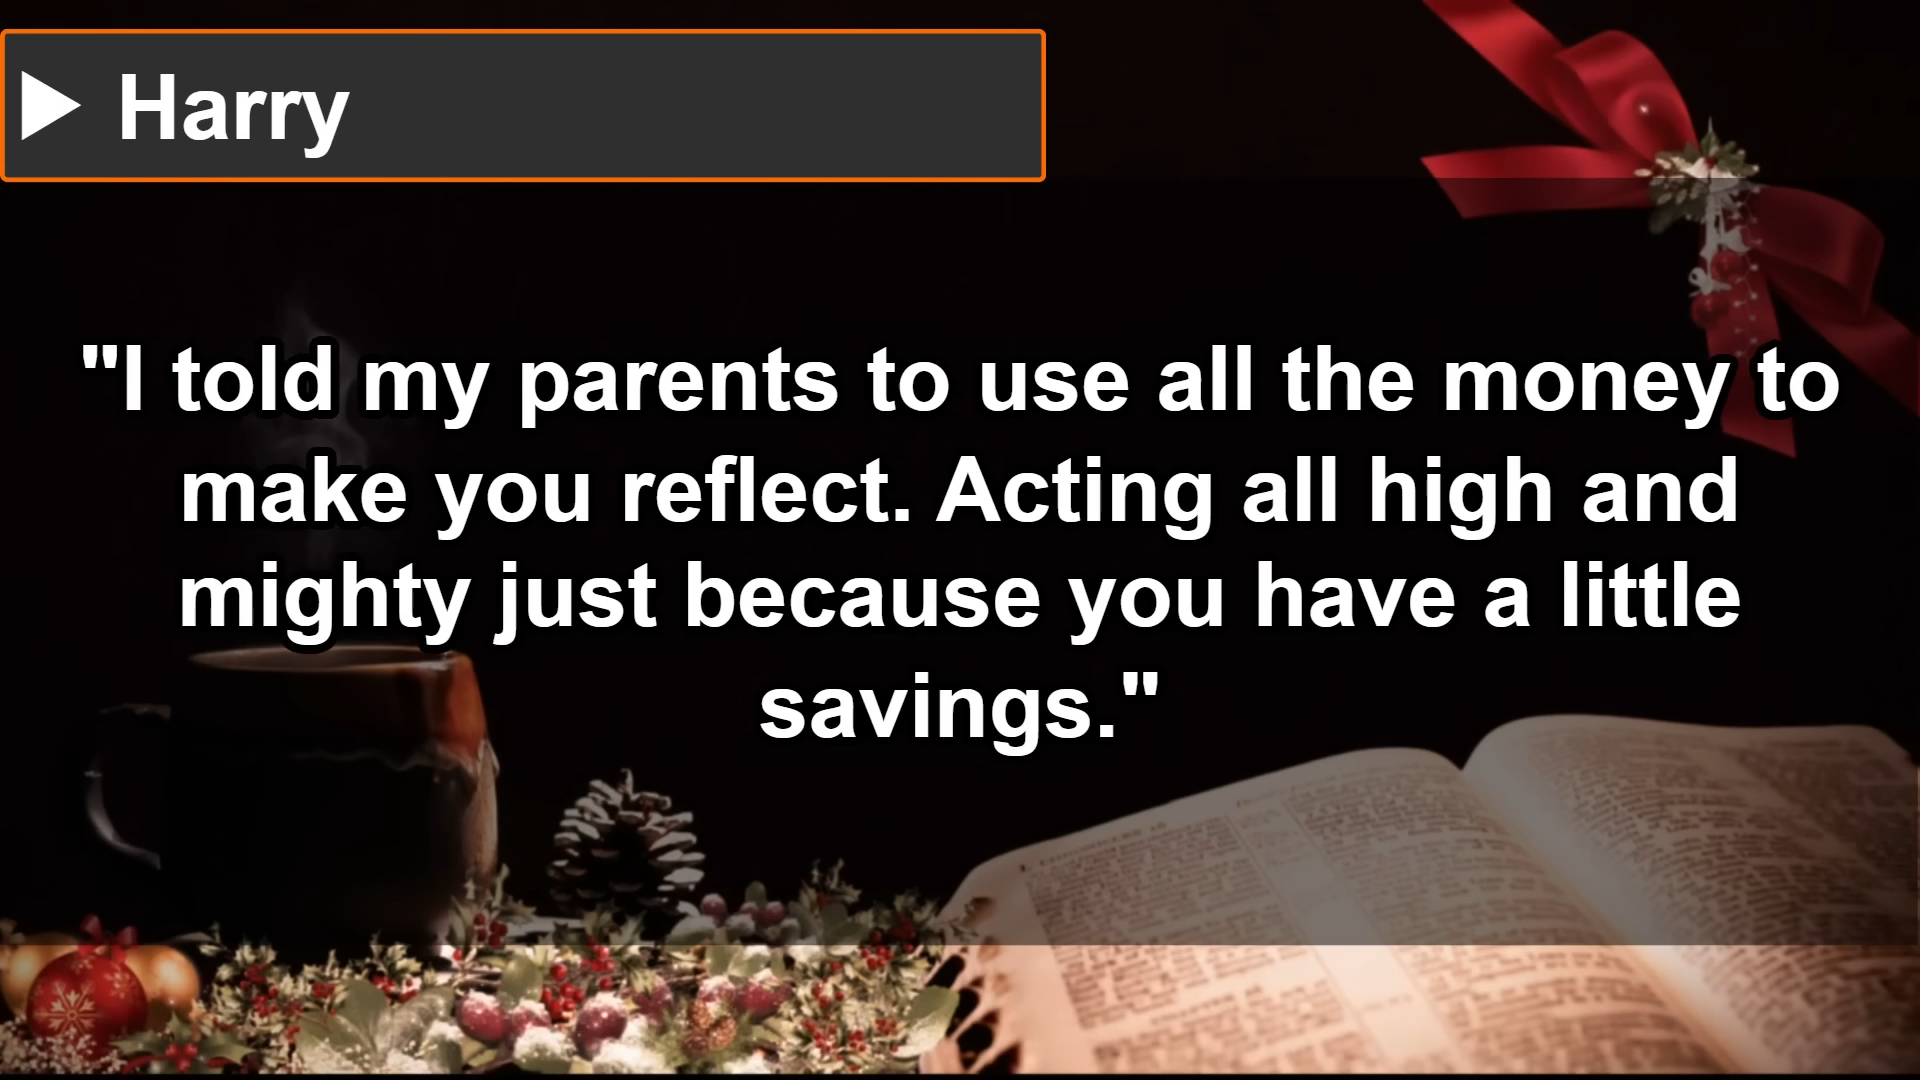 Harry
"I told my parents to use all the money to
make you reflect. Acting all high and
mighty just because you have a little
savings."